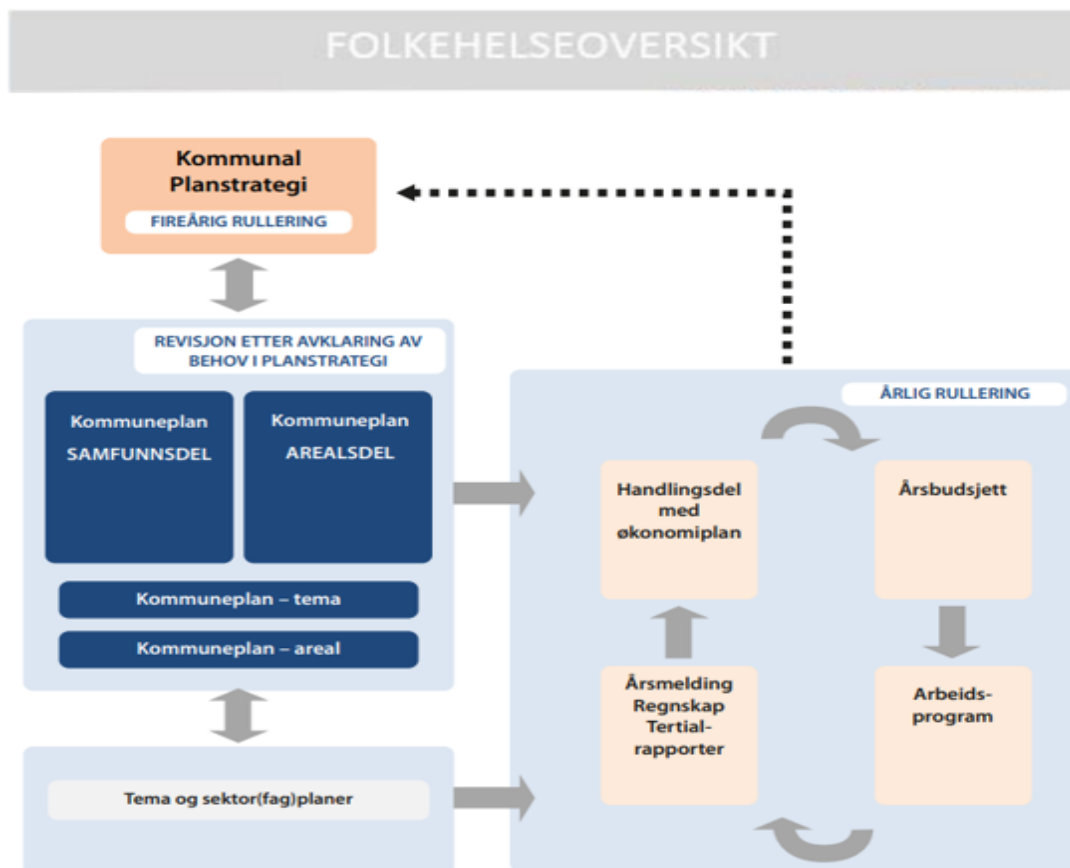 FOLKEHELSEOVERSIKT
Kommunal
Planstrategi
FIREÅRIG RULLERING
REVISJON ETTER AVKLARING AV
BEHOV I PLANSTRATEGI
Kommuneplan
SAMFUNNSDEL
Kommuneplan
AREALSDEL
Kommuneplan – tema
Kommuneplan – areal
Tema og sektor(fag)planer
ÅRLIG RULLERING
Handlingsdel
med
økonomiplan
Årsbudsjett
Årsmelding
Regnskap
Tertial-
rapporter
Arbeids-
program